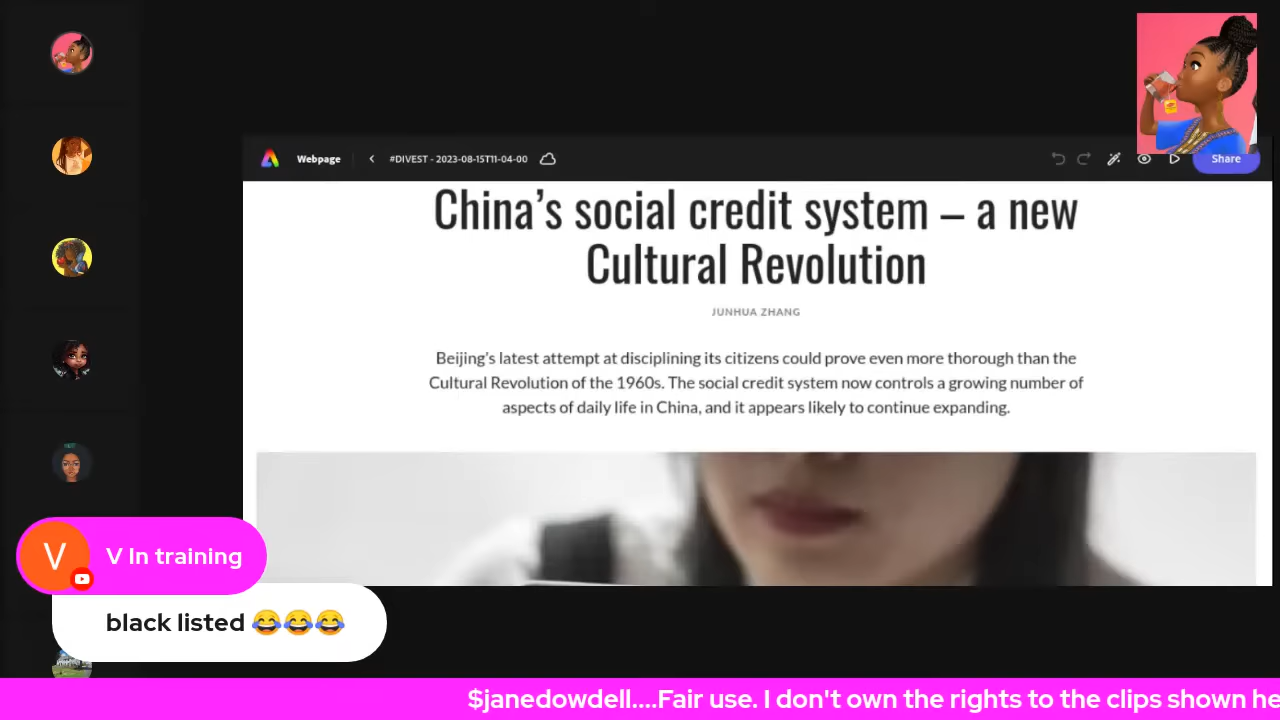 Webpage
#DIVEST - 2023-08-15T11-04-00
Share
China’s social credit system – a new
Cultural Revolution
JUNHUA ZHANG
Beijing’s latest attempt at disciplining its citizens could prove even more thorough than the
Cultural Revolution of the 1960s. The social credit system now controls a growing number of
aspects of daily life in China, and it appears likely to continue expanding.
V
V In training
black listed 😂😂😂
$janedowdell....Fair use. I don't own the rights to the clips shown he